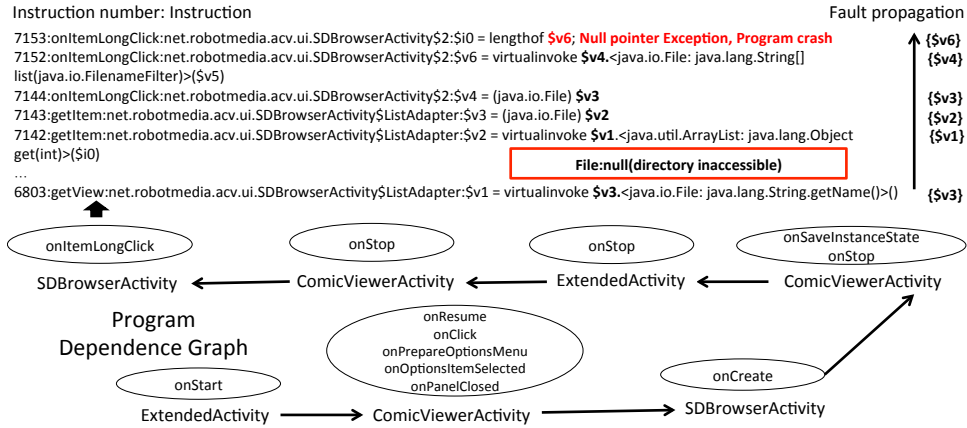 Instruction number: Instruction
Fault propagation
7153:onItemLongClick:net.robotmedia.acv.ui.SDBrowserActivity$2:$i0 = lengthof $v6; Null pointer Exception, Program crash
{$v6}
7152:onItemLongClick:net.robotmedia.acv.ui.SDBrowserActivity$2:$v6 = virtualinvoke $v4.<java.io.File: java.lang.String[]
{$v4}
list(java.io.FilenameFilter)>($v5)
7144:onItemLongClick:net.robotmedia.acv.ui.SDBrowserActivity$2:$v4 = (java.io.File) $v3
{$v3}
7143:getItem:net.robotmedia.acv.ui.SDBrowserActivity$ListAdapter:$v3 = (java.io.File) $v2
{$v2}
7142:getItem:net.robotmedia.acv.ui.SDBrowserActivity$ListAdapter:$v2 = virtualinvoke $v1.<java.util.ArrayList: java.lang.Object
{$v1}
get(int)>($i0)
File:null(directory inaccessible)
...
6803:getView:net.robotmedia.acv.ui.SDBrowserActivity$ListAdapter:$v1 = virtualinvoke $v3.<java.io.File: java.lang.String.getName()>()
{$v3}
onItemLongClick
onStop
onStop
onSaveInstanceState
onStop
SDBrowserActivity
ComicViewerActivity
ExtendedActivity
ComicViewerActivity
Program
Dependence Graph
onResume
onClick
onPrepareOptionsMenu
onOptionsItemSelected
onPanelClosed
onStart
onCreate
ExtendedActivity
ComicViewerActivity
SDBrowserActivity